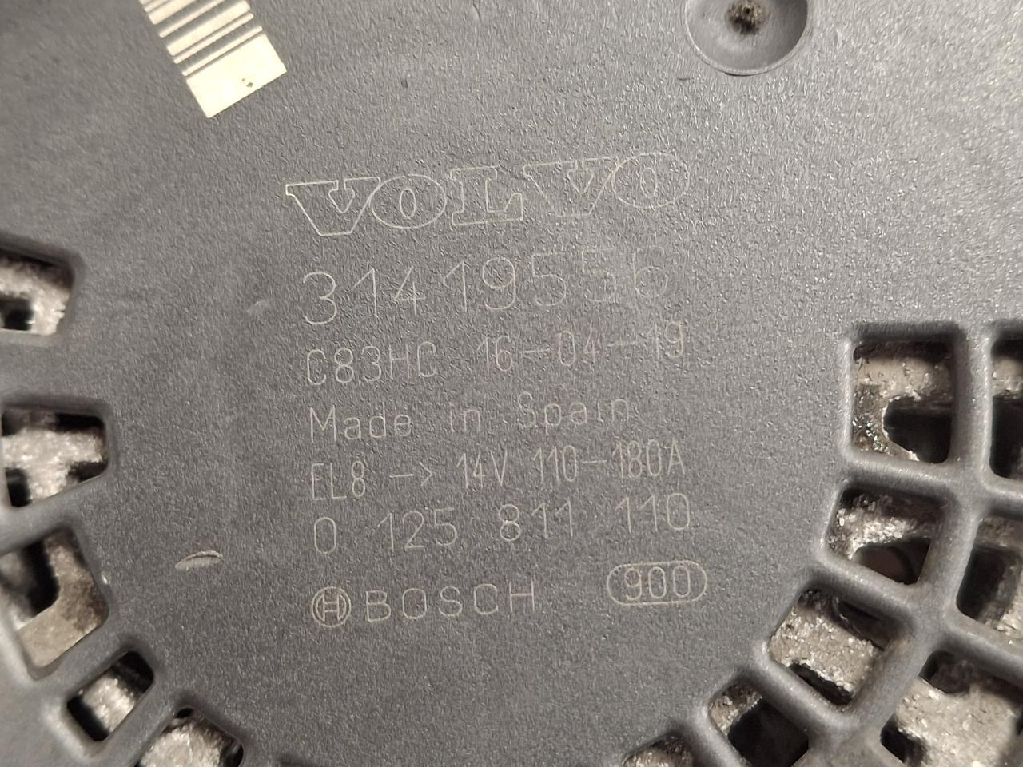 VOLVO
31419556
C83HC 16-04-19
Made in Spain
EL8 -> 14V 110-180A
0 125 811 110
BOSCH 900